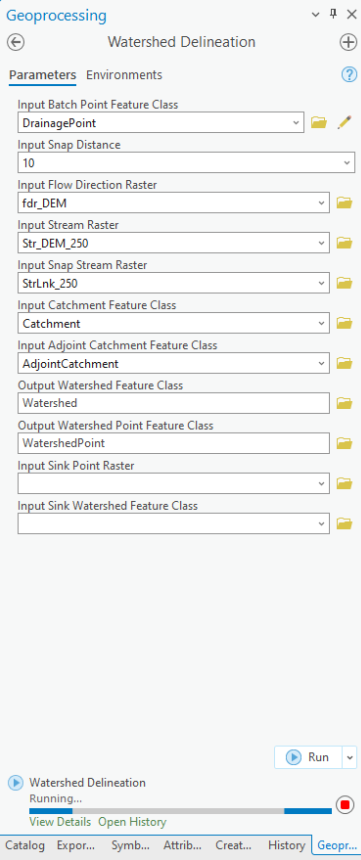 Geoprocessing
Watershed Delineation
Parameters Environments
Input Batch Point Feature Class
DrainagePoint
Input Snap Distance
10
Input Flow Direction Raster
fdr_DEM
Input Stream Raster
Str_DEM_250
Input Snap Stream Raster
StrLnk_250
Input Catchment Feature Class
Catchment
Input Adjoint Catchment Feature Class
AdjointCatchment
Output Watershed Feature Class
Watershed
Output Watershed Point Feature Class
WatershedPoint
Input Sink Point Raster
Input Sink Watershed Feature Class
Run
Watershed Delineation
Running...
View Details Open History
Catalog Expor... Symb... Attrib... Creat... History Geopr...